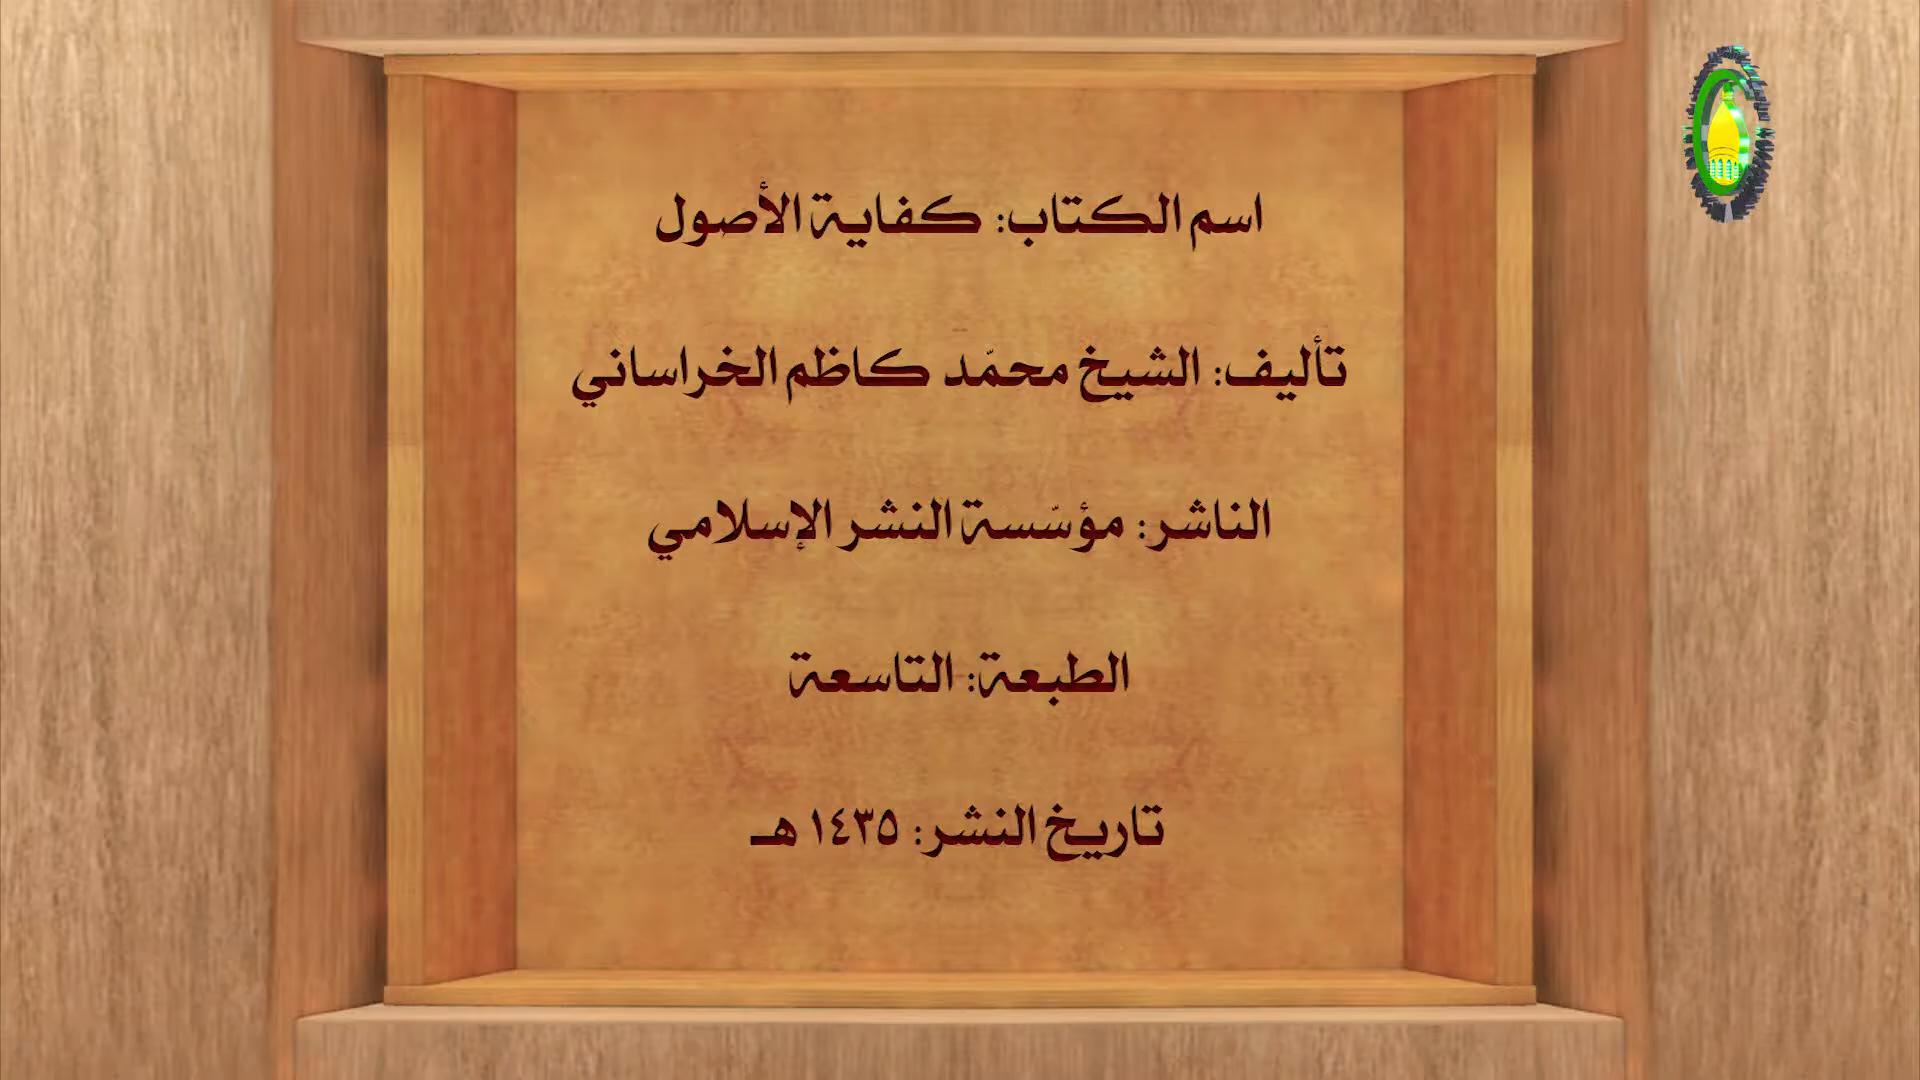 اسم الكتاب: كفاية الأصول
تأليف: الشيخ محمّد كاظم الخراساني
الناشر: مؤسّسة النشر الإسلامي
الطبعة: التاسعة
تاريخ النشر: ١٤٣٥ هـ